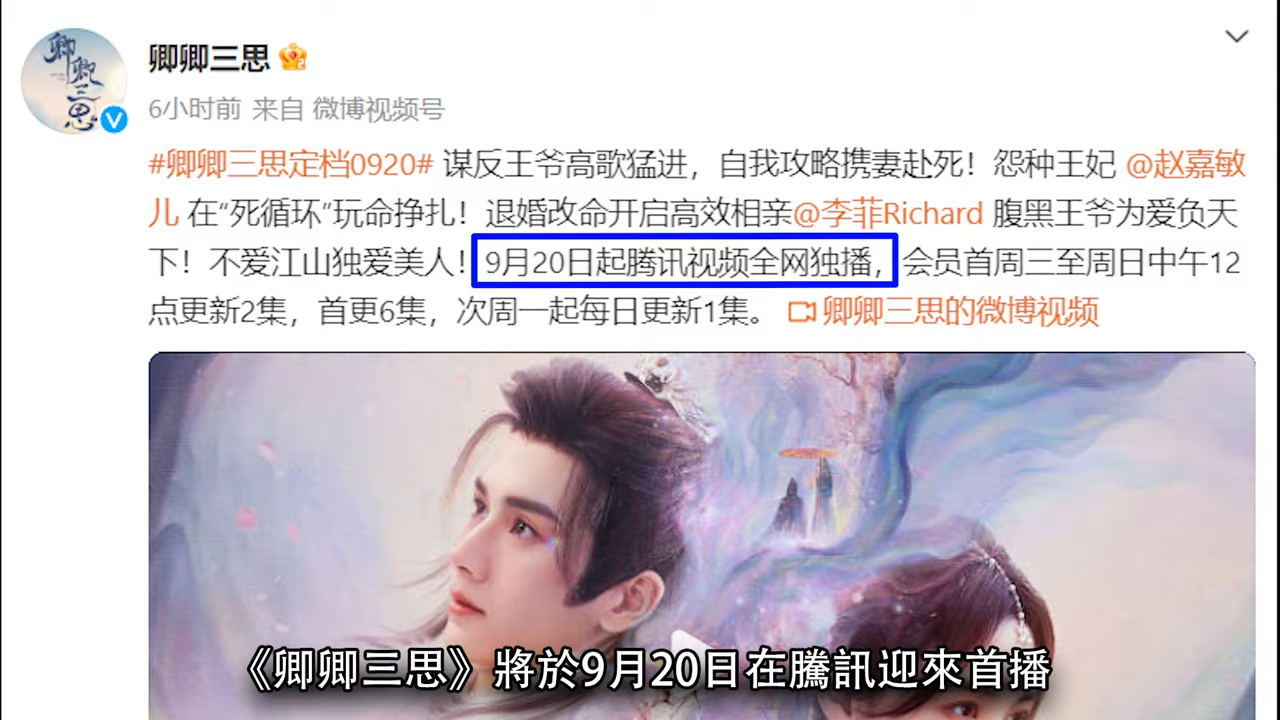 卿卿三思
卿卿三思
6小时前 来自 微博视频号
#卿卿三思定档0920# 谋反王爷高歌猛进，自我攻略携妻赴死！怨种王妃 @赵嘉敏
儿 在“死循环”玩命挣扎！退婚改命开启高效相亲@李菲Richard 腹黑王爷为爱负天
下！不爱江山独爱美人！9月20日起腾讯视频全网独播，会员首周三至周日中午12
点更新2集，首更6集，次周一起每日更新1集。 卿卿三思的微博视频
《卿卿三思》將於9月20日在騰訊迎來首播